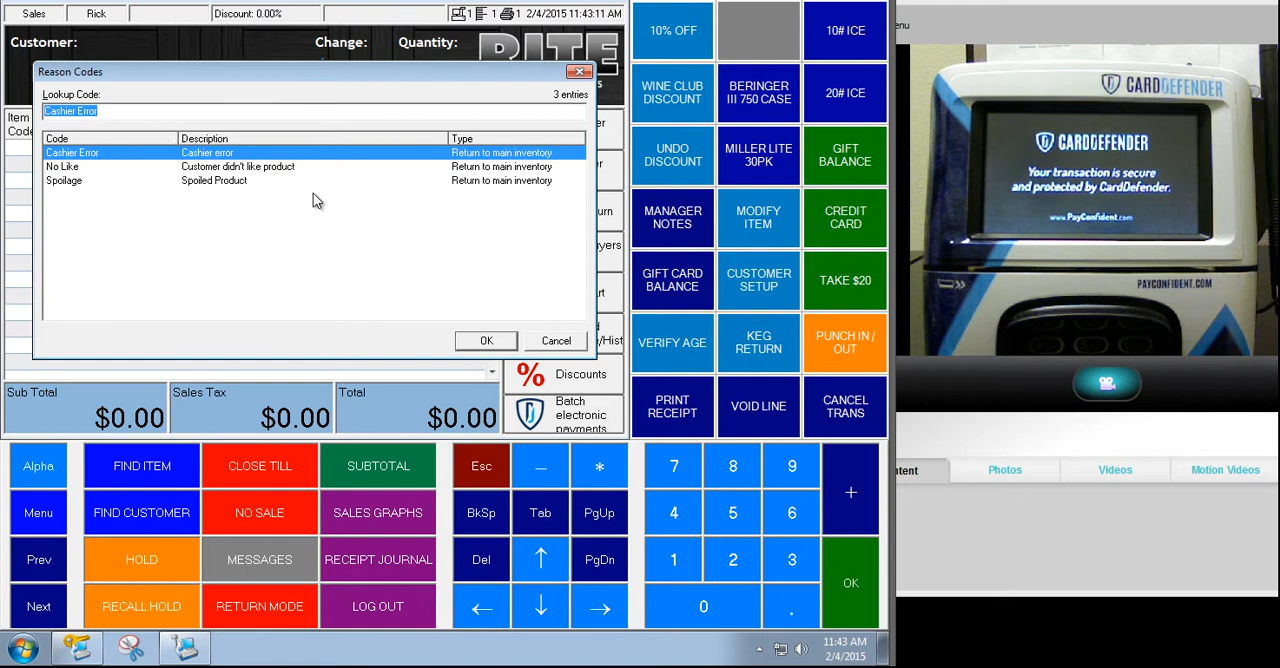 Sales
Rick
Discount: 0.00%
1
1
1
2/4/2015 11:43:11 AM
Customer:
Change:
Quantity:
RITE
Reason Codes
Lookup Code:
3 entries
Cashier Error
Code
Description
Type
Cashier Error
Cashier error
Return to main inventory
No Like
Customer didn't like product
Return to main inventory
Spoilage
Spoiled Product
Return to main inventory
OK
Cancel
Item
Code
Discounts
Batch
electronic
payments
Sub Total
$0.00
Sales Tax
$0.00
Total
$0.00
10% OFF
10# ICE
WINE CLUB
DISCOUNT
BERINGER
III 750 CASE
20# ICE
UNDO
DISCOUNT
MILLER LITE
30PK
GIFT
BALANCE
MANAGER
NOTES
MODIFY
ITEM
CREDIT
CARD
GIFT CARD
BALANCE
CUSTOMER
SETUP
TAKE $20
VERIFY AGE
KEG
RETURN
PUNCH IN /
OUT
PRINT
RECEIPT
VOID LINE
CANCEL
TRANS
Alpha
FIND ITEM
CLOSE TILL
SUBTOTAL
Esc
_
*
7
8
9
+
Menu
FIND CUSTOMER
NO SALE
SALES GRAPHS
BkSp
Tab
PgUp
4
5
6
Prev
HOLD
MESSAGES
RECEIPT JOURNAL
Del
↑
PgDn
1
2
3
OK
Next
RECALL HOLD
RETURN MODE
LOG OUT
←
↓
→
0
.
11:43 AM
2/4/2015
CARDDEFENDER
CARDDEFENDER
Your transaction is secure
and protected by CardDefender.
www.PayConfident.com
PAYCONFIDENT.COM
Photos
Videos
Motion Videos